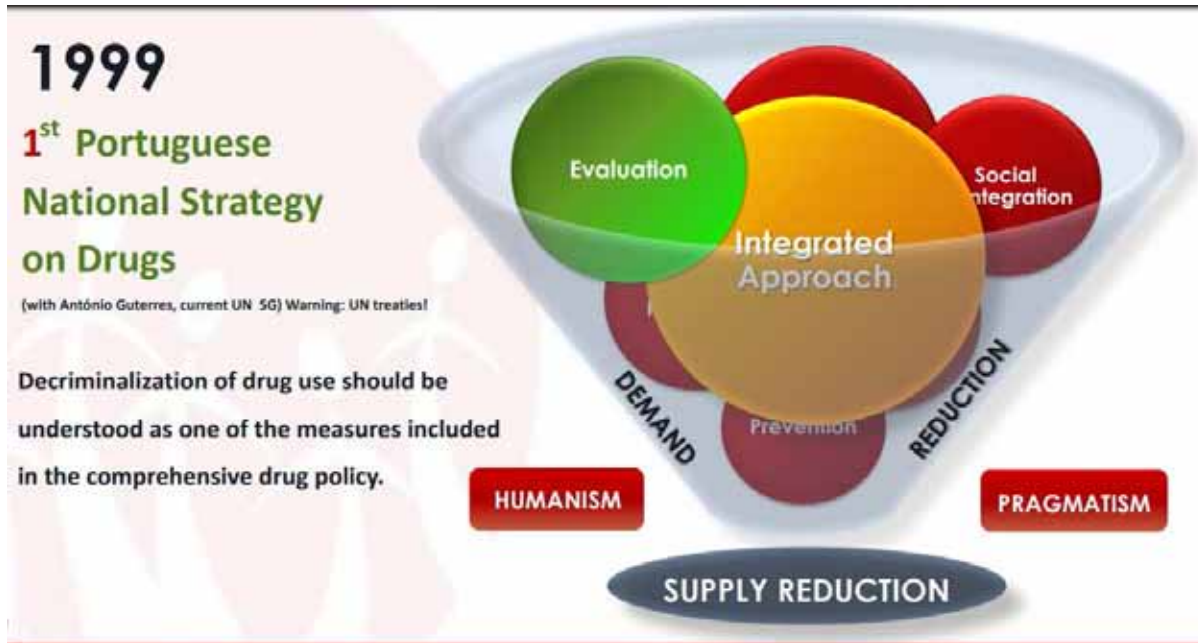 1999
1st Portuguese
National Strategy
on Drugs
(with António Guterres, current UN SG) Warning: UN treaties!
Decriminalization of drug use should be
understood as one of the measures included
in the comprehensive drug policy.
Evaluation
Social
ntegration
Integrated
Approach
Prevention
DEMAND
REDUCTION
HUMANISM
PRAGMATISM
SUPPLY REDUCTION